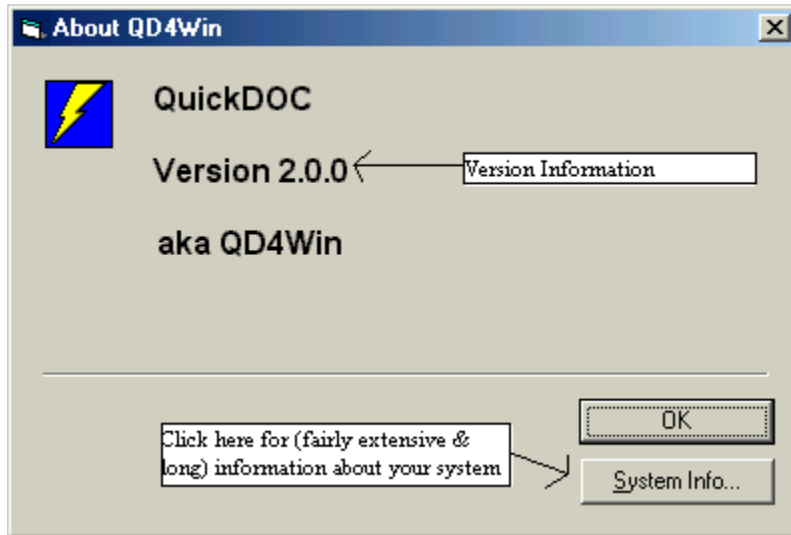 About QD4Win
QuickDOC
Version 2.0.0
Version Information
aka QD4Win
OK
Click here for (fairly extensive &
long) information about your system
System Info...